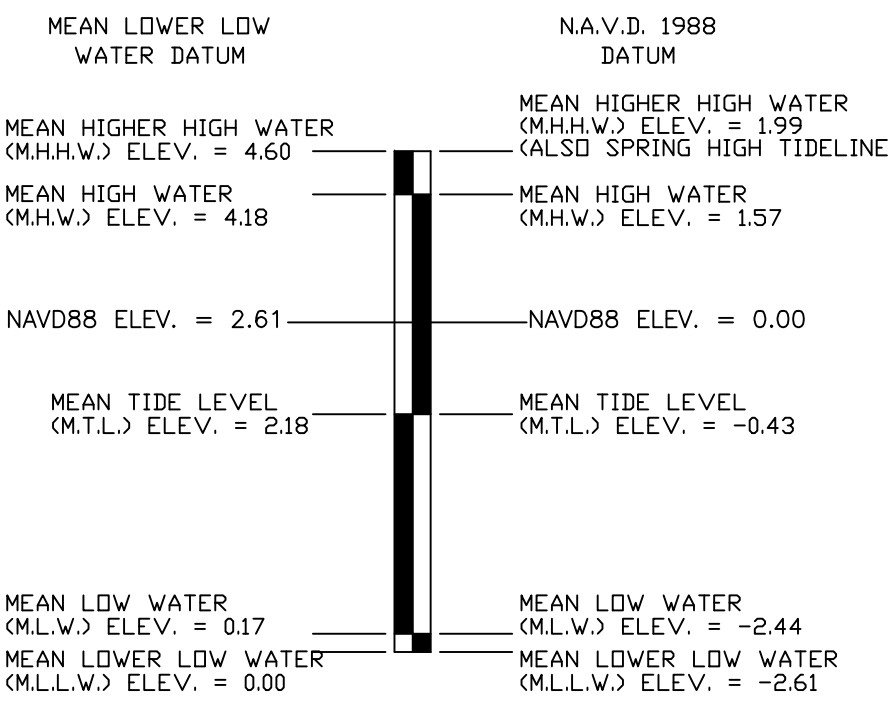 MEAN LOWER LOW
WATER DATUM
MEAN HIGHER HIGH WATER
(M.H.H.W.) ELEV. = 4.60
MEAN HIGH WATER
(M.H.W.) ELEV. = 4.18
NAVD88 ELEV. = 2.61
MEAN TIDE LEVEL
(M.T.L.) ELEV. = 2.18
MEAN LOW WATER
(M.L.W.) ELEV. = 0.17
MEAN LOWER LOW WATER
(M.L.L.W.) ELEV. = 0.00
N.A.V.D. 1988
DATUM
MEAN HIGHER HIGH WATER
(M.H.H.W.) ELEV. = 1.99
(ALSO SPRING HIGH TIDELINE
MEAN HIGH WATER
(M.H.W.) ELEV. = 1.57
NAVD88 ELEV. = 0.00
MEAN TIDE LEVEL
(M.T.L.) ELEV. = -0.43
MEAN LOW WATER
(M.L.W.) ELEV. = -2.44
MEAN LOWER LOW WATER
(M.L.L.W.) ELEV. = -2.61